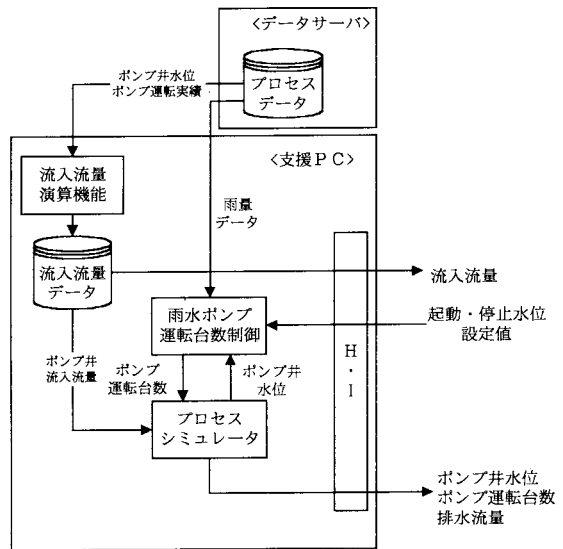 <データサーバ>
プロセス
データ
ポンプ井水位
ポンプ運転実績
<支援PC>
流入流量
演算機能
雨量
データ
流入流量
データ
流入流量
雨水ポンプ
運転台数制御
起動・停止水位
設定値
H・I
ポンプ井
流入流量
ポンプ
運転台数
ポンプ井
水位
プロセス
シミュレータ
ポンプ井水位
ポンプ運転台数
排水流量